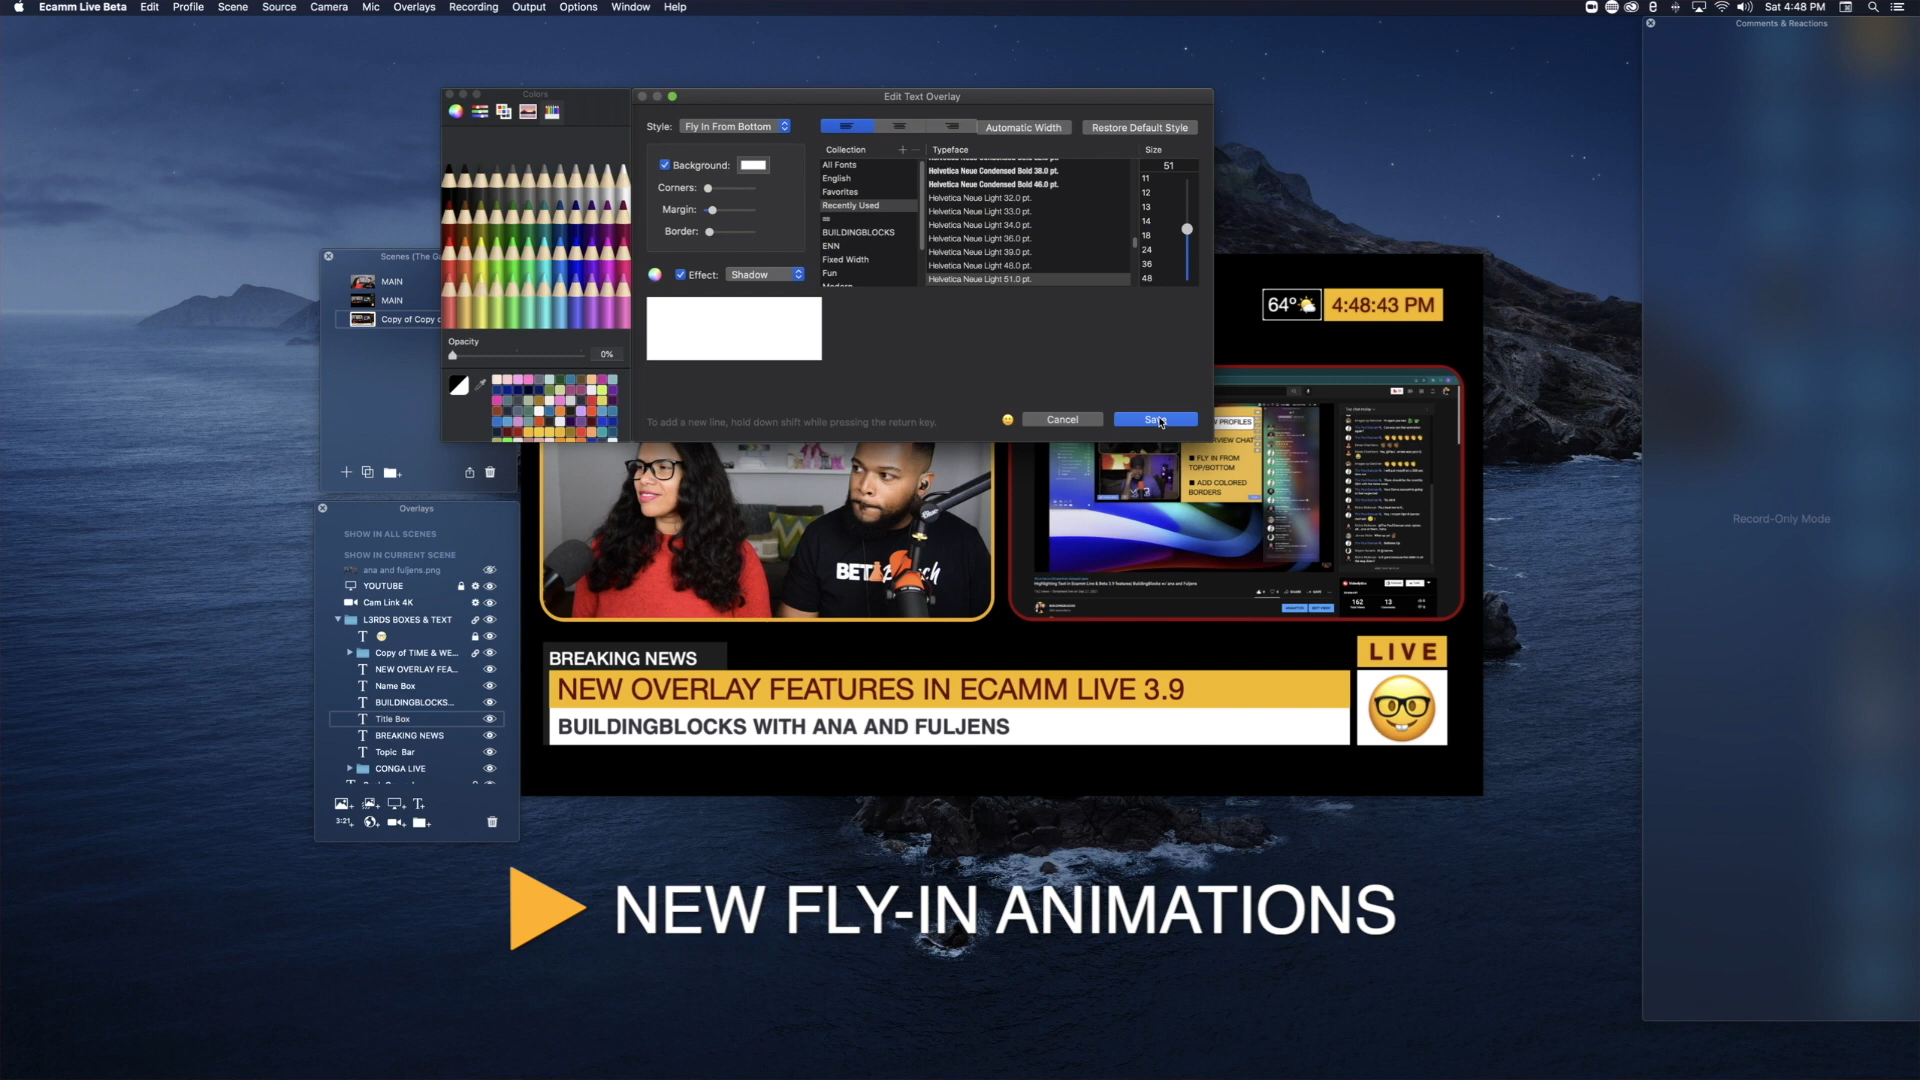 Ecamm Live Beta Edit Profile Scene Source Camera Mic Overlays Recording Output Options Window Help
Sat 4:48 PM
Comments & Reactions
Colors
Edit Text Overlay
Style: Fly In From Bottom
Automatic Width
Restore Default Style
Collection
Typeface
Size
Background:
Corners:
Margin:
Border:
Effect: Shadow
All Fonts
English
Favorites
Recently Used
BUILDINGBLOCKS
ENN
Fixed Width
Fun
Modern
Helvetica Neue Condensed Bold 38.0 pt.
Helvetica Neue Condensed Bold 46.0 pt.
Helvetica Neue Light 32.0 pt.
Helvetica Neue Light 33.0 pt.
Helvetica Neue Light 34.0 pt.
Helvetica Neue Light 36.0 pt.
Helvetica Neue Light 39.0 pt.
Helvetica Neue Light 48.0 pt.
Helvetica Neue Light 51.0 pt.
51
11
12
13
14
18
24
36
48
Opacity
0%
To add a new line, hold down shift while pressing the return key.
Cancel
Save
Scenes (The Ga
MAIN
MAIN
Copy of Copy o
64° 4:48:43 PM
PROFILES
RVIEW CHAT
■ FLY IN FROM
TOP/BOTTOM
■ ADD COLORED
BORDERS
Record-Only Mode
Overlays
SHOW IN ALL SCENES
SHOW IN CURRENT SCENE
ana and fuljens.png
YOUTUBE
Cam Link 4K
L3RDS BOXES & TEXT
Copy of TIME & WE...
NEW OVERLAY FEA...
Name Box
BUILDINGBLOCKS...
Title Box
BREAKING NEWS
Topic Bar
CONGA LIVE
3:21
BREAKING NEWS
NEW OVERLAY FEATURES IN ECAMM LIVE 3.9
BUILDINGBLOCKS WITH ANA AND FULJENS
LIVE
NEW FLY-IN ANIMATIONS